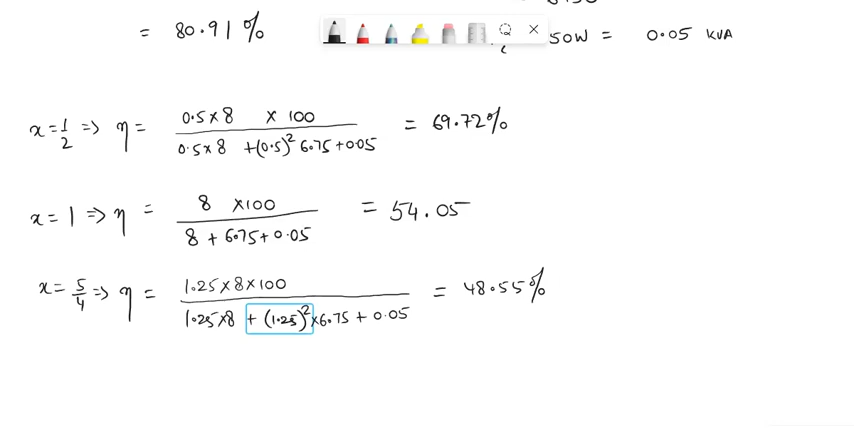 = 80.91%
50W = 0.05 KVA
x = 1/2 => η = 0.5 x 8 x 100 / 0.5 x 8 + (0.5)² 6.75 + 0.05 = 69.72%
x = 1 => η = 8 x 100 / 8 + 6.75 + 0.05 = 54.05
x = 5/4 => η = 1.25 x 8 x 100 / 1.25 x 8 + (1.25)² x 6.75 + 0.05 = 48.55%